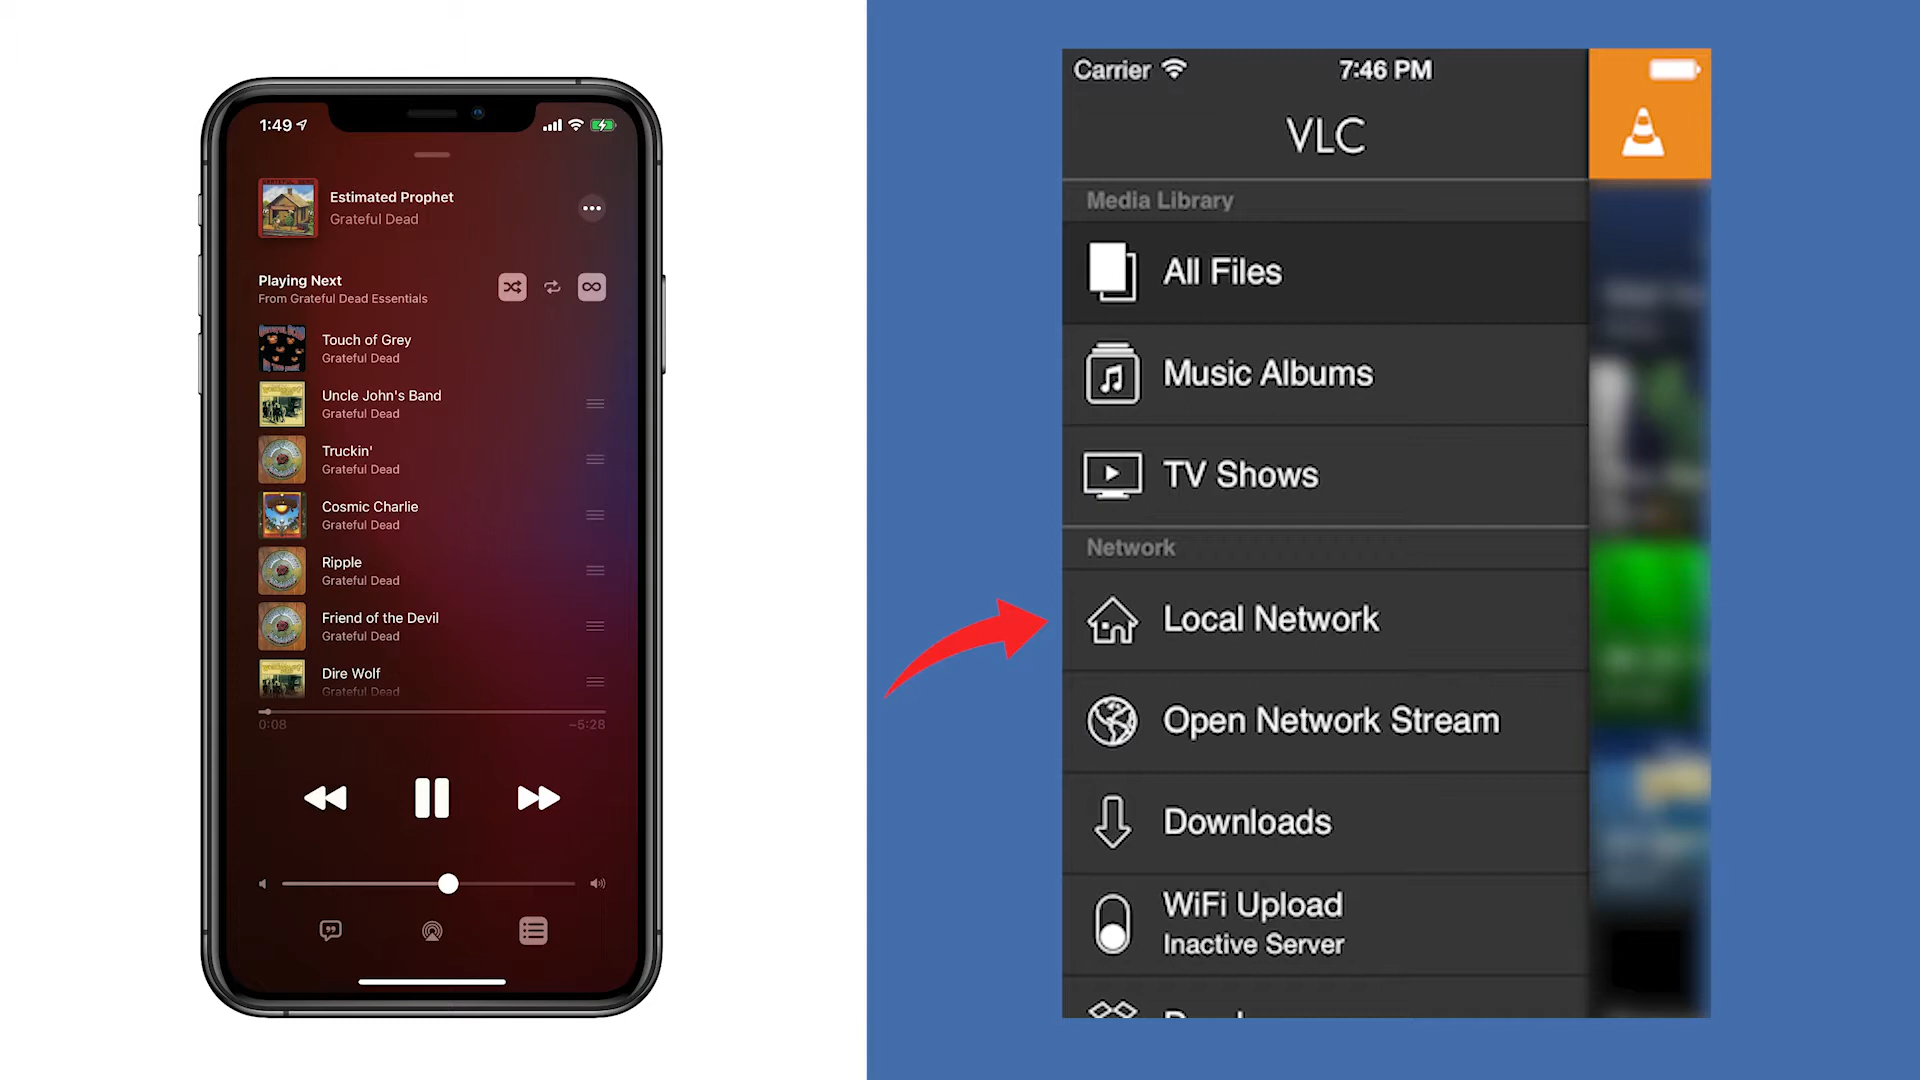 1:49
Estimated Prophet
Grateful Dead
Playing Next
From Grateful Dead Essentials
Touch of Grey
Grateful Dead
Uncle John's Band
Grateful Dead
Truckin'
Grateful Dead
Cosmic Charlie
Grateful Dead
Ripple
Grateful Dead
Friend of the Devil
Grateful Dead
Dire Wolf
Grateful Dead
0:08
−5:28
Carrier
7:46 PM
VLC
Media Library
All Files
Music Albums
TV Shows
Network
Local Network
Open Network Stream
Downloads
WiFi Upload
Inactive Server